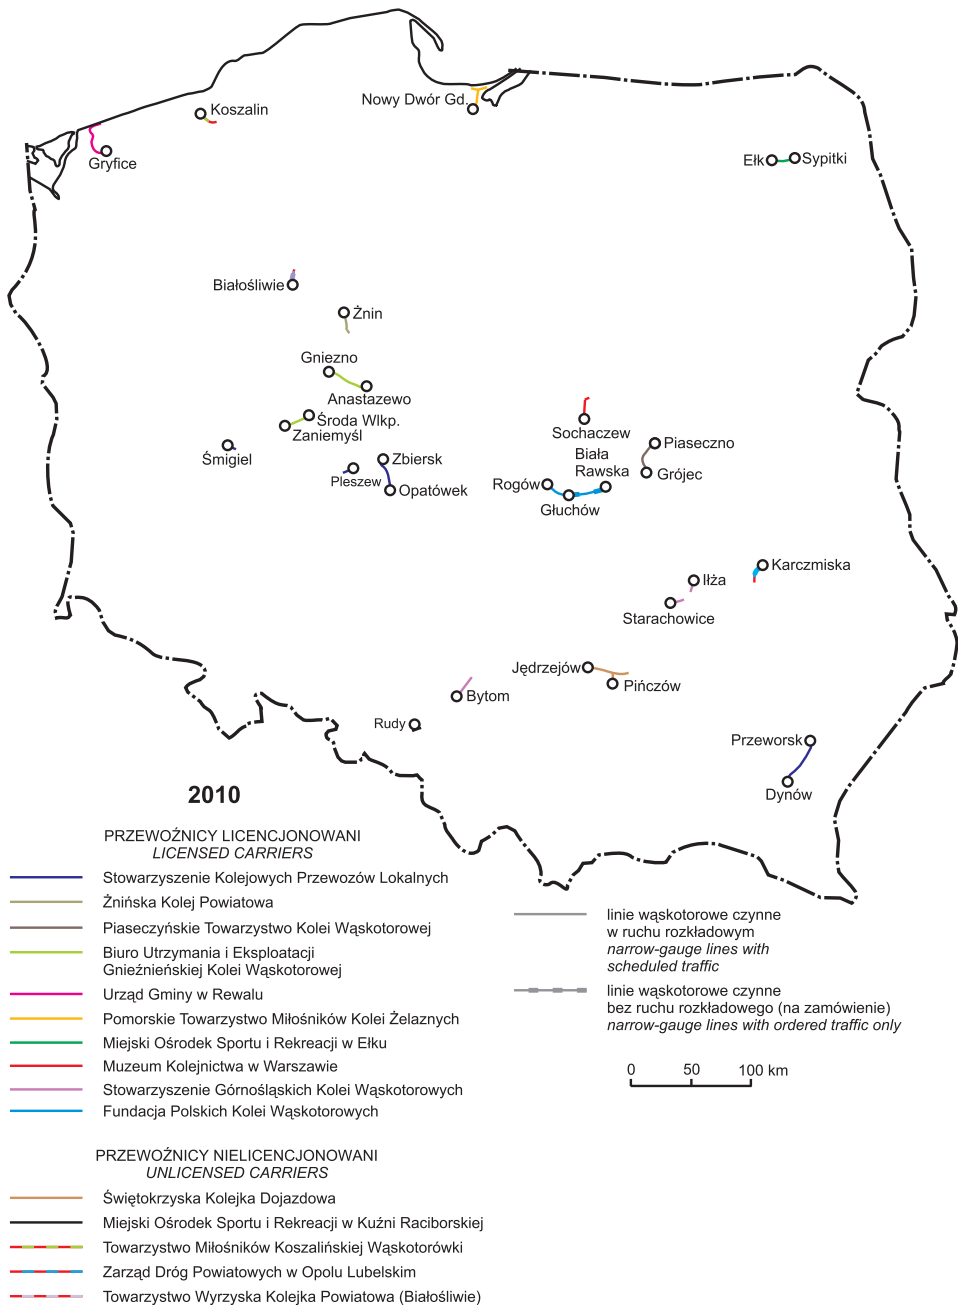 Koszalin
Nowy Dwór Gd.
Gryfice
Ełk
Sypitki
Białośliwie
Żnin
Gniezno
Anastazewo
Środa Wlkp.
Zaniemyśl
Śmigiel
Zbiersk
Pleszew
Opatówek
Sochaczew
Biała
Rawska
Piaseczno
Grójec
Rogów
Głuchów
Karczmiska
Iłża
Starachowice
Jędrzejów
Pińczów
Bytom
Rudy
Przeworsk
Dynów
2010
PRZEWOŹNICY LICENCJONOWANI
LICENSED CARRIERS
Stowarzyszenie Kolejowych Przewozów Lokalnych
Żnińska Kolej Powiatowa
Piaseczyńskie Towarzystwo Kolei Wąskotorowej
Biuro Utrzymania i Eksploatacji
Gnieźnieńskiej Kolei Wąskotorowej
Urząd Gminy w Rewalu
Pomorskie Towarzystwo Miłośników Kolei Żelaznych
Miejski Ośrodek Sportu i Rekreacji w Ełku
Muzeum Kolejnictwa w Warszawie
Stowarzyszenie Górnośląskich Kolei Wąskotorowych
Fundacja Polskich Kolei Wąskotorowych
PRZEWOŹNICY NIELICENCJONOWANI
UNLICENSED CARRIERS
Świętokrzyska Kolejka Dojazdowa
Miejski Ośrodek Sportu i Rekreacji w Kuźni Raciborskiej
Towarzystwo Miłośników Koszalińskiej Wąskotorówki
Zarząd Dróg Powiatowych w Opolu Lubelskim
Towarzystwo Wyrzyska Kolejka Powiatowa (Białośliwie)
linie wąskotorowe czynne
w ruchu rozkładowym
narrow-gauge lines with
scheduled traffic
linie wąskotorowe czynne
bez ruchu rozkładowego (na zamówienie)
narrow-gauge lines with ordered traffic only
0 50 100 km